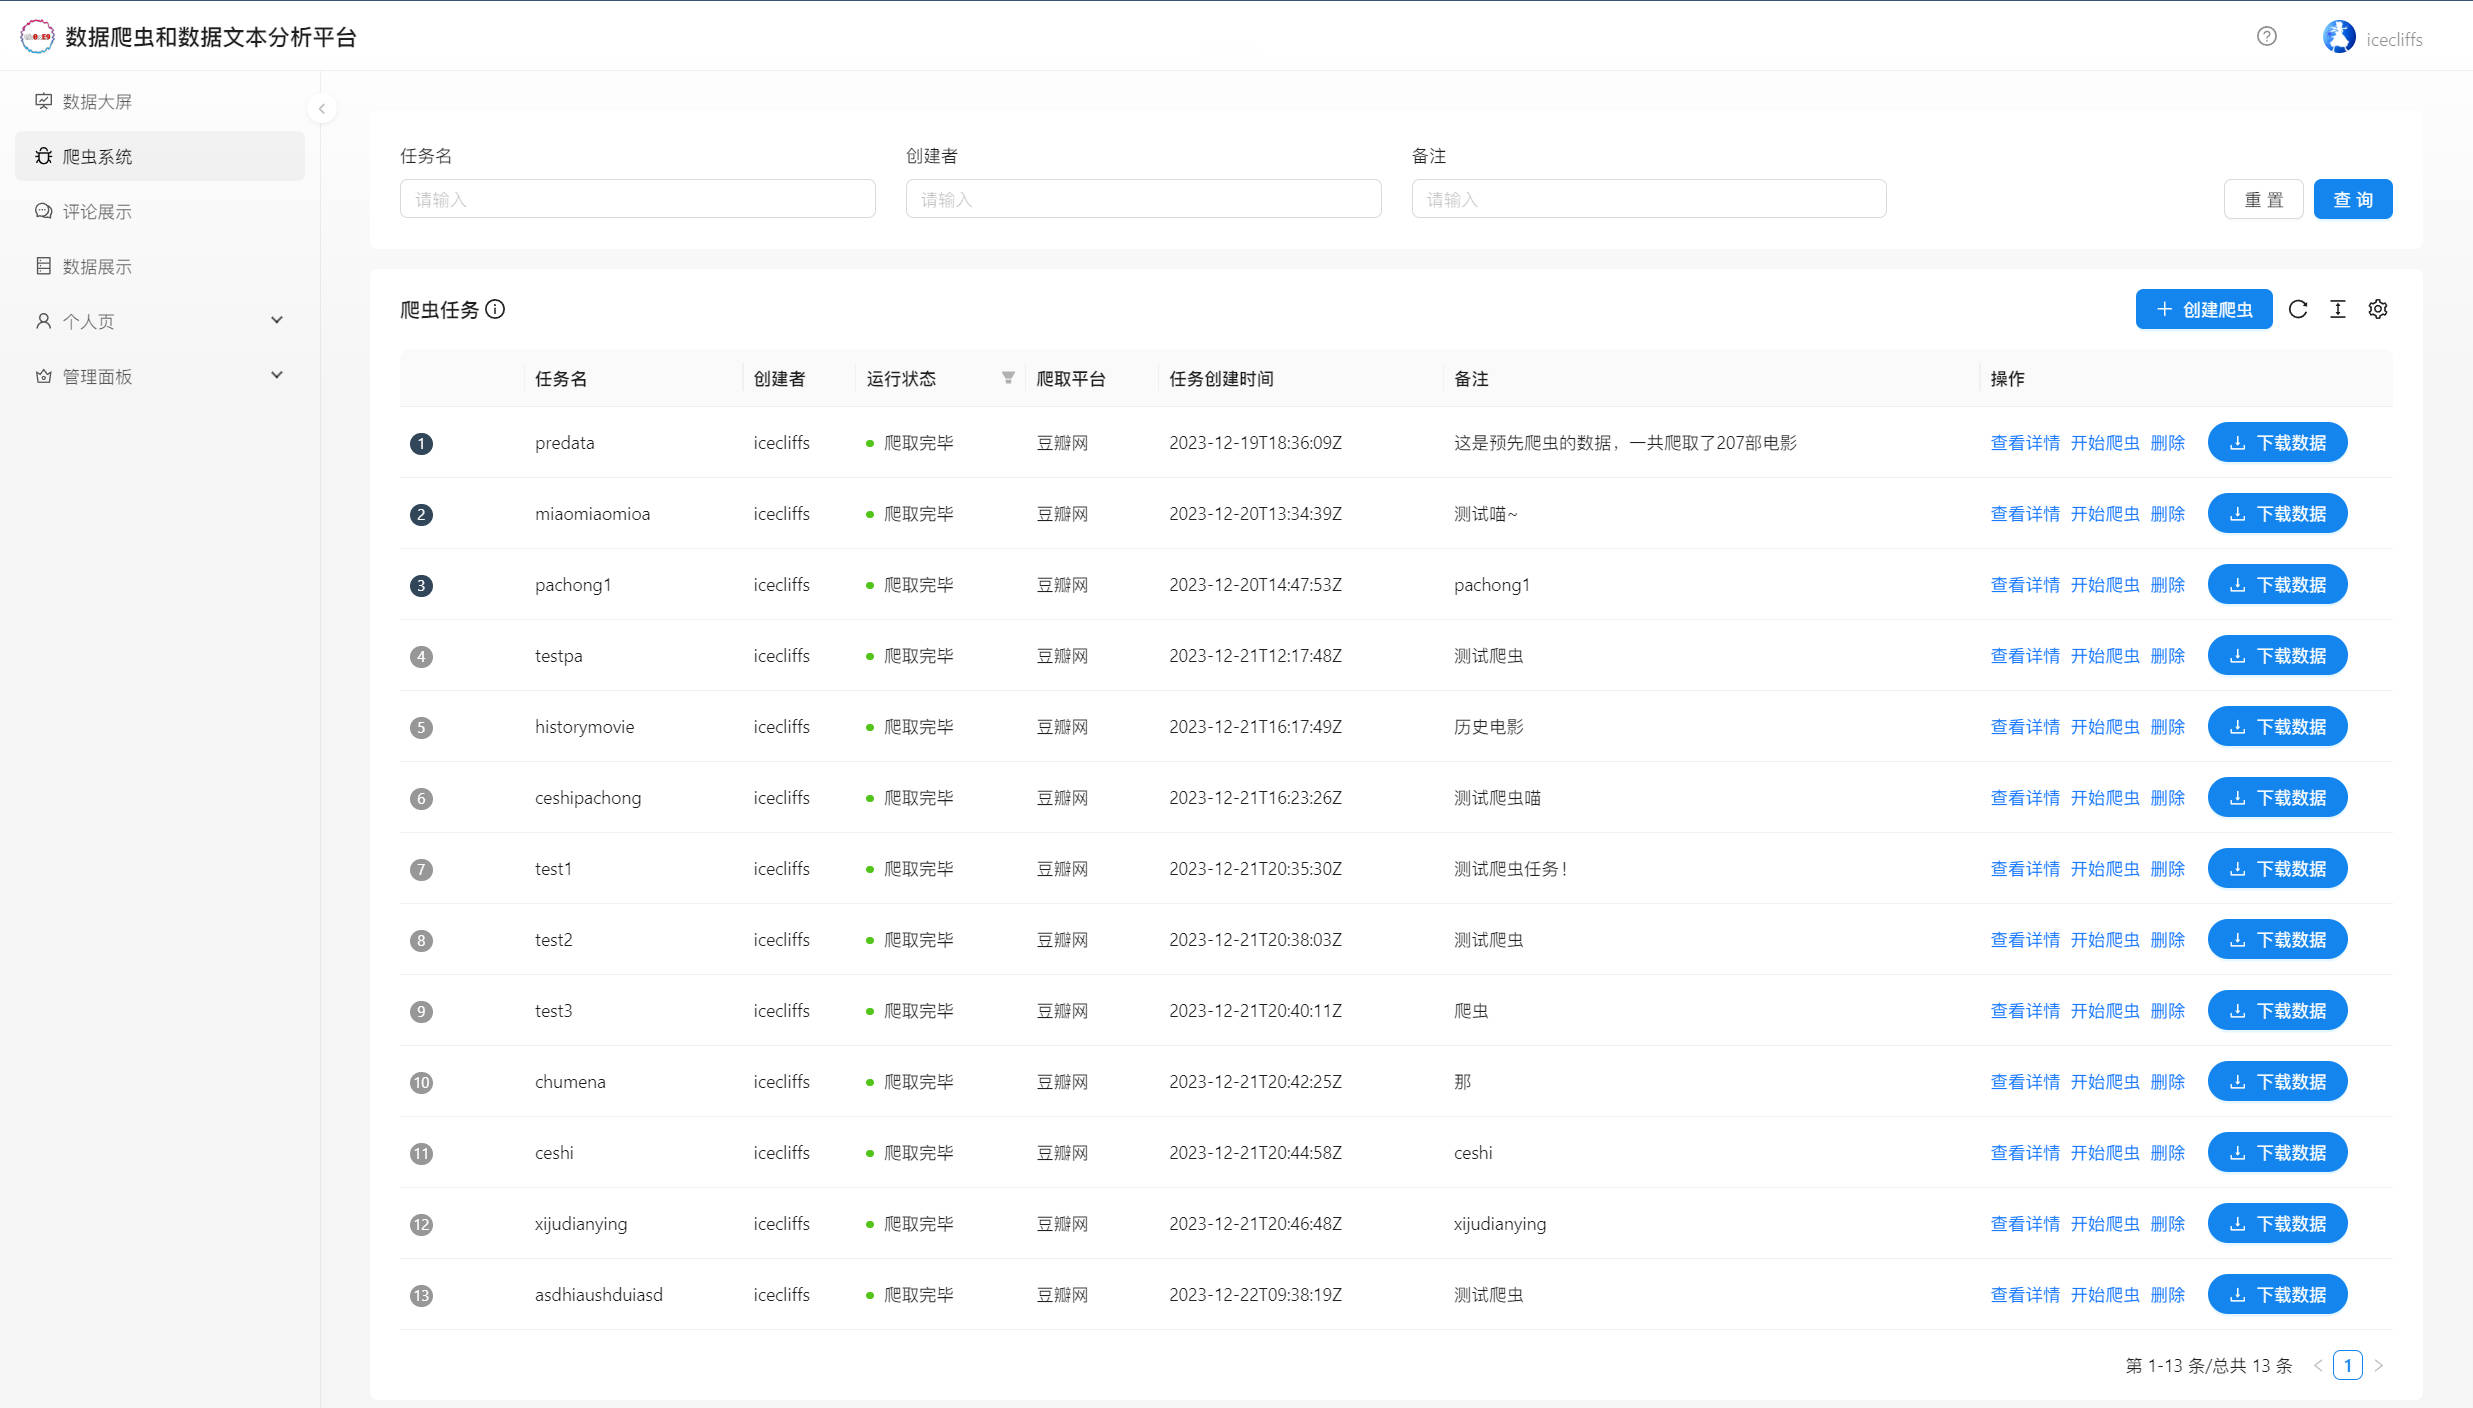 数据爬虫和数据文本分析平台
icecliffs
数据大屏
爬虫系统
评论展示
数据展示
个人页
管理面板
任务名 创建者 备注
请输入 请输入 请输入 重 置 查 询
爬虫任务 创建爬虫
任务名 创建者 运行状态 爬取平台 任务创建时间 备注 操作
1 predata icecliffs 爬取完毕 豆瓣网 2023-12-19T18:36:09Z 这是预先爬虫的数据，一共爬取了207部电影 查看详情 开始爬虫 删除 下载数据
2 miaomiaomioa icecliffs 爬取完毕 豆瓣网 2023-12-20T13:34:39Z 测试喵~ 查看详情 开始爬虫 删除 下载数据
3 pachong1 icecliffs 爬取完毕 豆瓣网 2023-12-20T14:47:53Z pachong1 查看详情 开始爬虫 删除 下载数据
4 testpa icecliffs 爬取完毕 豆瓣网 2023-12-21T12:17:48Z 测试爬虫 查看详情 开始爬虫 删除 下载数据
5 historymovie icecliffs 爬取完毕 豆瓣网 2023-12-21T16:17:49Z 历史电影 查看详情 开始爬虫 删除 下载数据
6 ceshipachong icecliffs 爬取完毕 豆瓣网 2023-12-21T16:23:26Z 测试爬虫喵 查看详情 开始爬虫 删除 下载数据
7 test1 icecliffs 爬取完毕 豆瓣网 2023-12-21T20:35:30Z 测试爬虫任务！ 查看详情 开始爬虫 删除 下载数据
8 test2 icecliffs 爬取完毕 豆瓣网 2023-12-21T20:38:03Z 测试爬虫 查看详情 开始爬虫 删除 下载数据
9 test3 icecliffs 爬取完毕 豆瓣网 2023-12-21T20:40:11Z 爬虫 查看详情 开始爬虫 删除 下载数据
10 chumena icecliffs 爬取完毕 豆瓣网 2023-12-21T20:42:25Z 那 查看详情 开始爬虫 删除 下载数据
11 ceshi icecliffs 爬取完毕 豆瓣网 2023-12-21T20:44:58Z ceshi 查看详情 开始爬虫 删除 下载数据
12 xijudianying icecliffs 爬取完毕 豆瓣网 2023-12-21T20:46:48Z xijudianying 查看详情 开始爬虫 删除 下载数据
13 asdhiaushduiasd icecliffs 爬取完毕 豆瓣网 2023-12-22T09:38:19Z 测试爬虫 查看详情 开始爬虫 删除 下载数据
第 1-13 条/总共 13 条 1